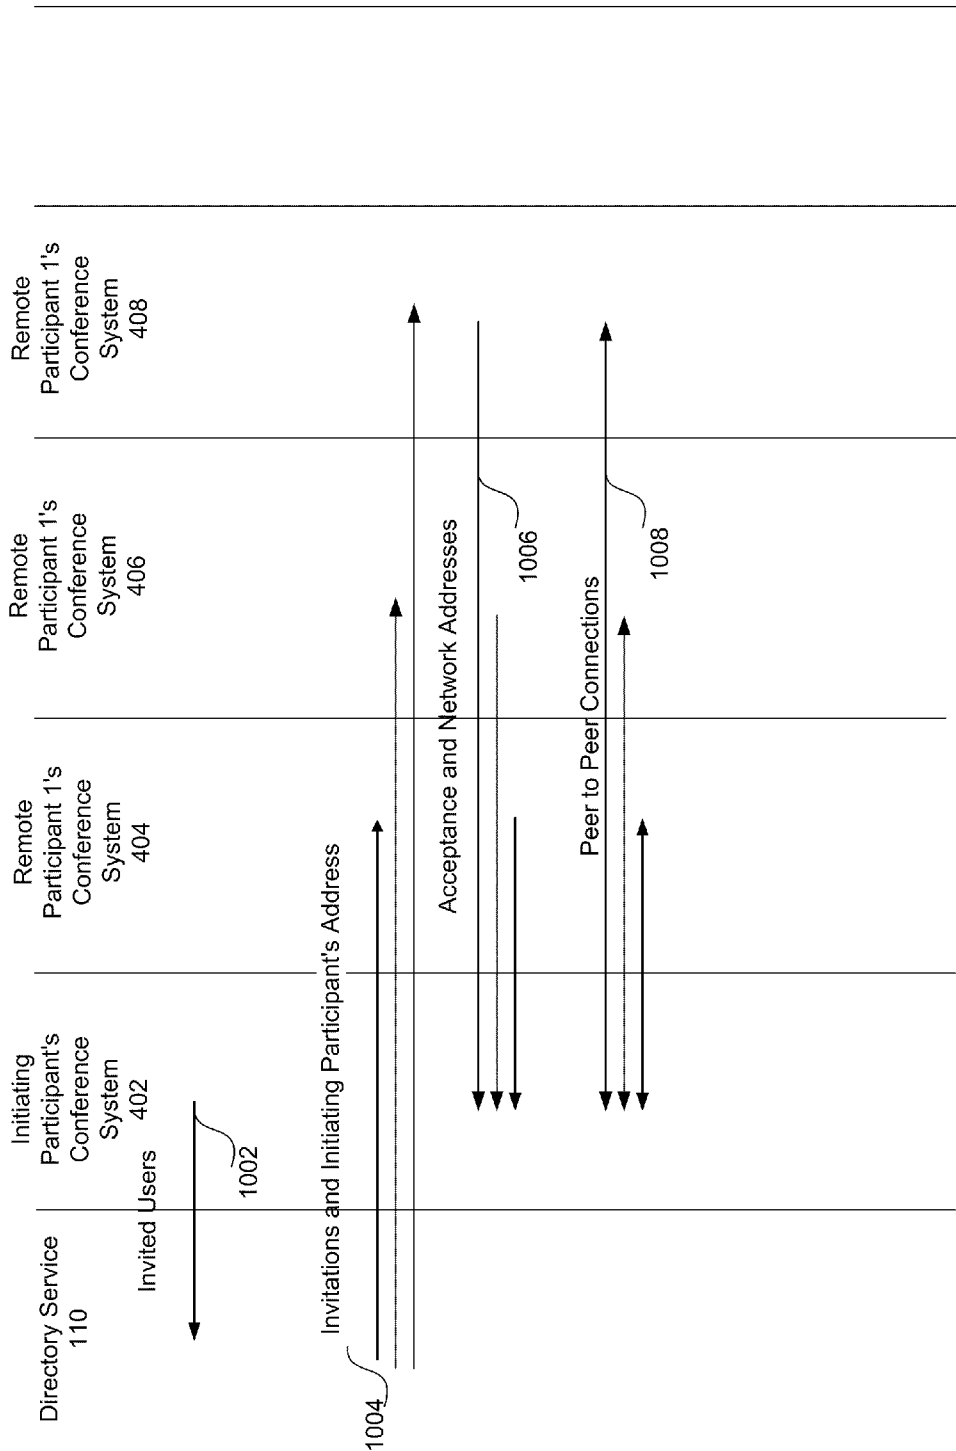 Directory Service
110
Initiating
Participant's
Conference
System
402
Remote
Participant 1's
Conference
System
404
Remote
Participant 1's
Conference
System
406
Remote
Participant 1's
Conference
System
408
Invited Users
1002
Invitations and Initiating Participant's Address
1004
Acceptance and Network Addresses
1006
Peer to Peer Connections
1008